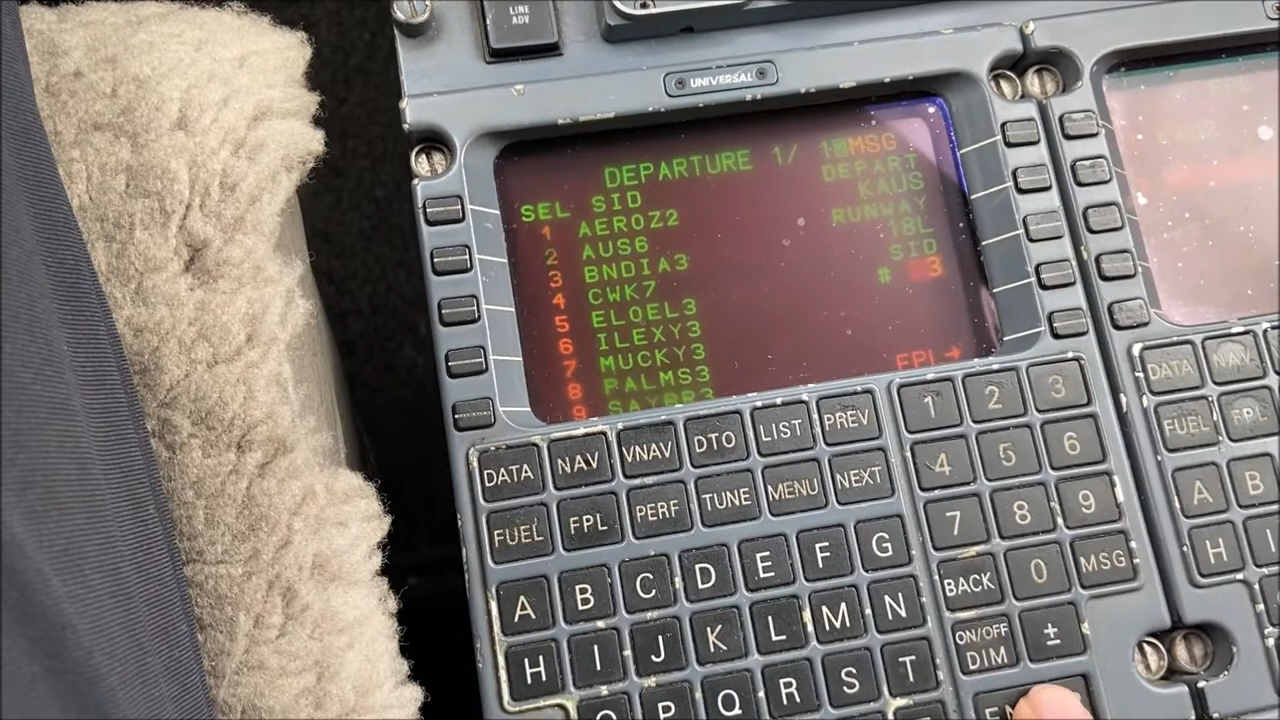 LINE
ADV
UNIVERSAL
DEPARTURE 1/ 1 MSG
DEPART
SEL SID KAUS
1 AEROZ2 RUNWAY
2 AUS6 18L
3 BNDIA3 SID
4 CWK7 # 3
5 ELOEL3
6 ILEXY3
7 MUCKY3 FPL→
8 PALMS3
9 SAYBR3
DATA NAV VNAV DTO LIST PREV
FUEL FPL PERF TUNE MENU NEXT
A B C D E F G
H I J K L M N
O P Q R S T
1 2 3
4 5 6
7 8 9
BACK 0 MSG
ON/OFF
DIM ±
DATA NAV
FUEL FPL
A B
H I